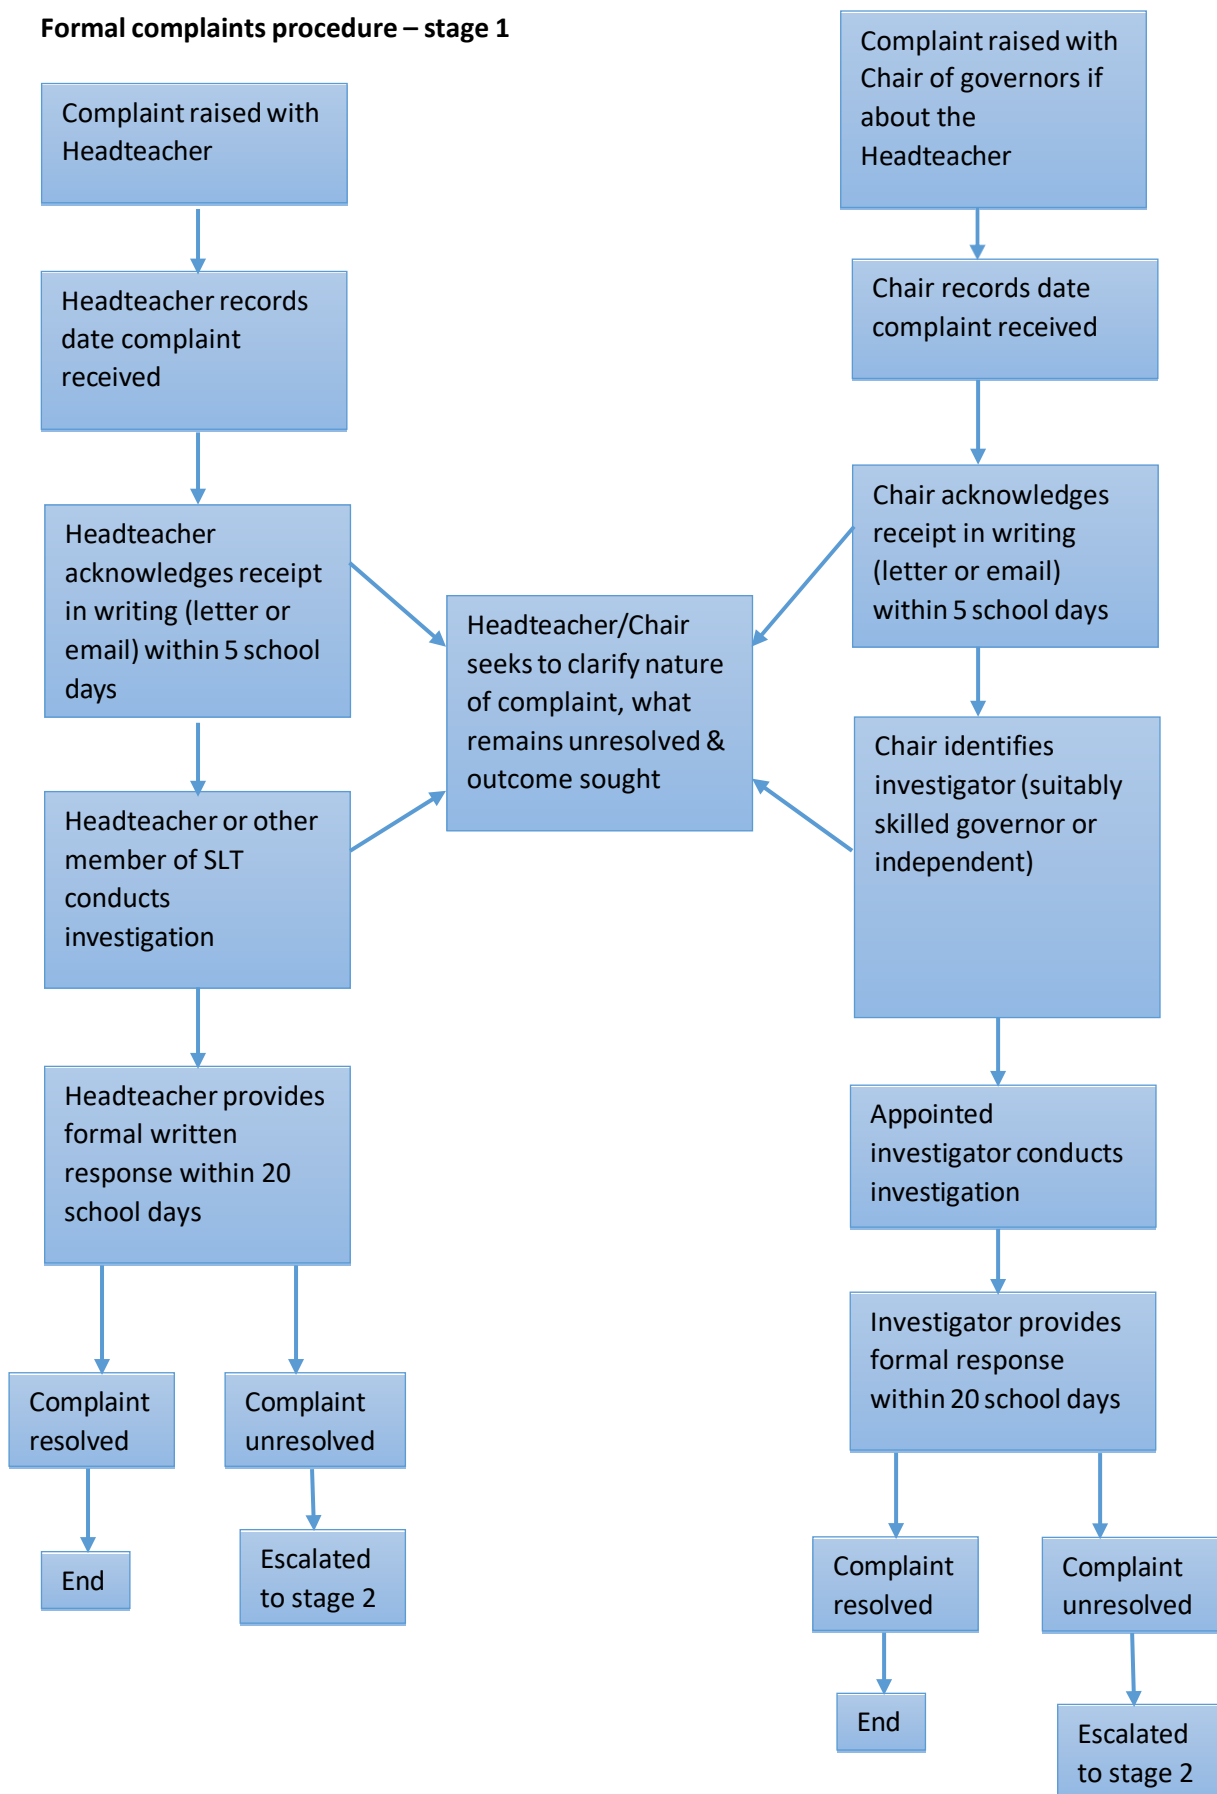 Formal complaints procedure – stage 1
Complaint raised with
Headteacher
Headteacher records
date complaint
received
Headteacher
acknowledges receipt
in writing (letter or
email) within 5 school
days
Headteacher or other
member of SLT
conducts
investigation
Headteacher provides
formal written
response within 20
school days
Complaint
resolved
End
Complaint
unresolved
Escalated
to stage 2
Headteacher/Chair
seeks to clarify nature
of complaint, what
remains unresolved &
outcome sought
Complaint raised with
Chair of governors if
about the
Headteacher
Chair records date
complaint received
Chair acknowledges
receipt in writing
(letter or email)
within 5 school days
Chair identifies
investigator (suitably
skilled governor or
independent)
Appointed
investigator conducts
investigation
Investigator provides
formal response
within 20 school days
Complaint
resolved
End
Complaint
unresolved
Escalated
to stage 2